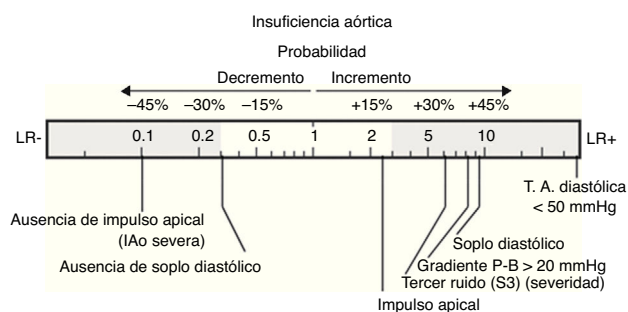 Insuficiencia aórtica
Probabilidad
Decremento Incremento
–45% –30% –15% +15% +30% +45%
LR- 0.1 0.2 0.5 1 2 5 10 LR+
T. A. diastólica
< 50 mmHg
Ausencia de impulso apical
(IAo severa)
Soplo diastólico
Ausencia de soplo diastólico
Gradiente P-B > 20 mmHg
Tercer ruido (S3) (severidad)
Impulso apical